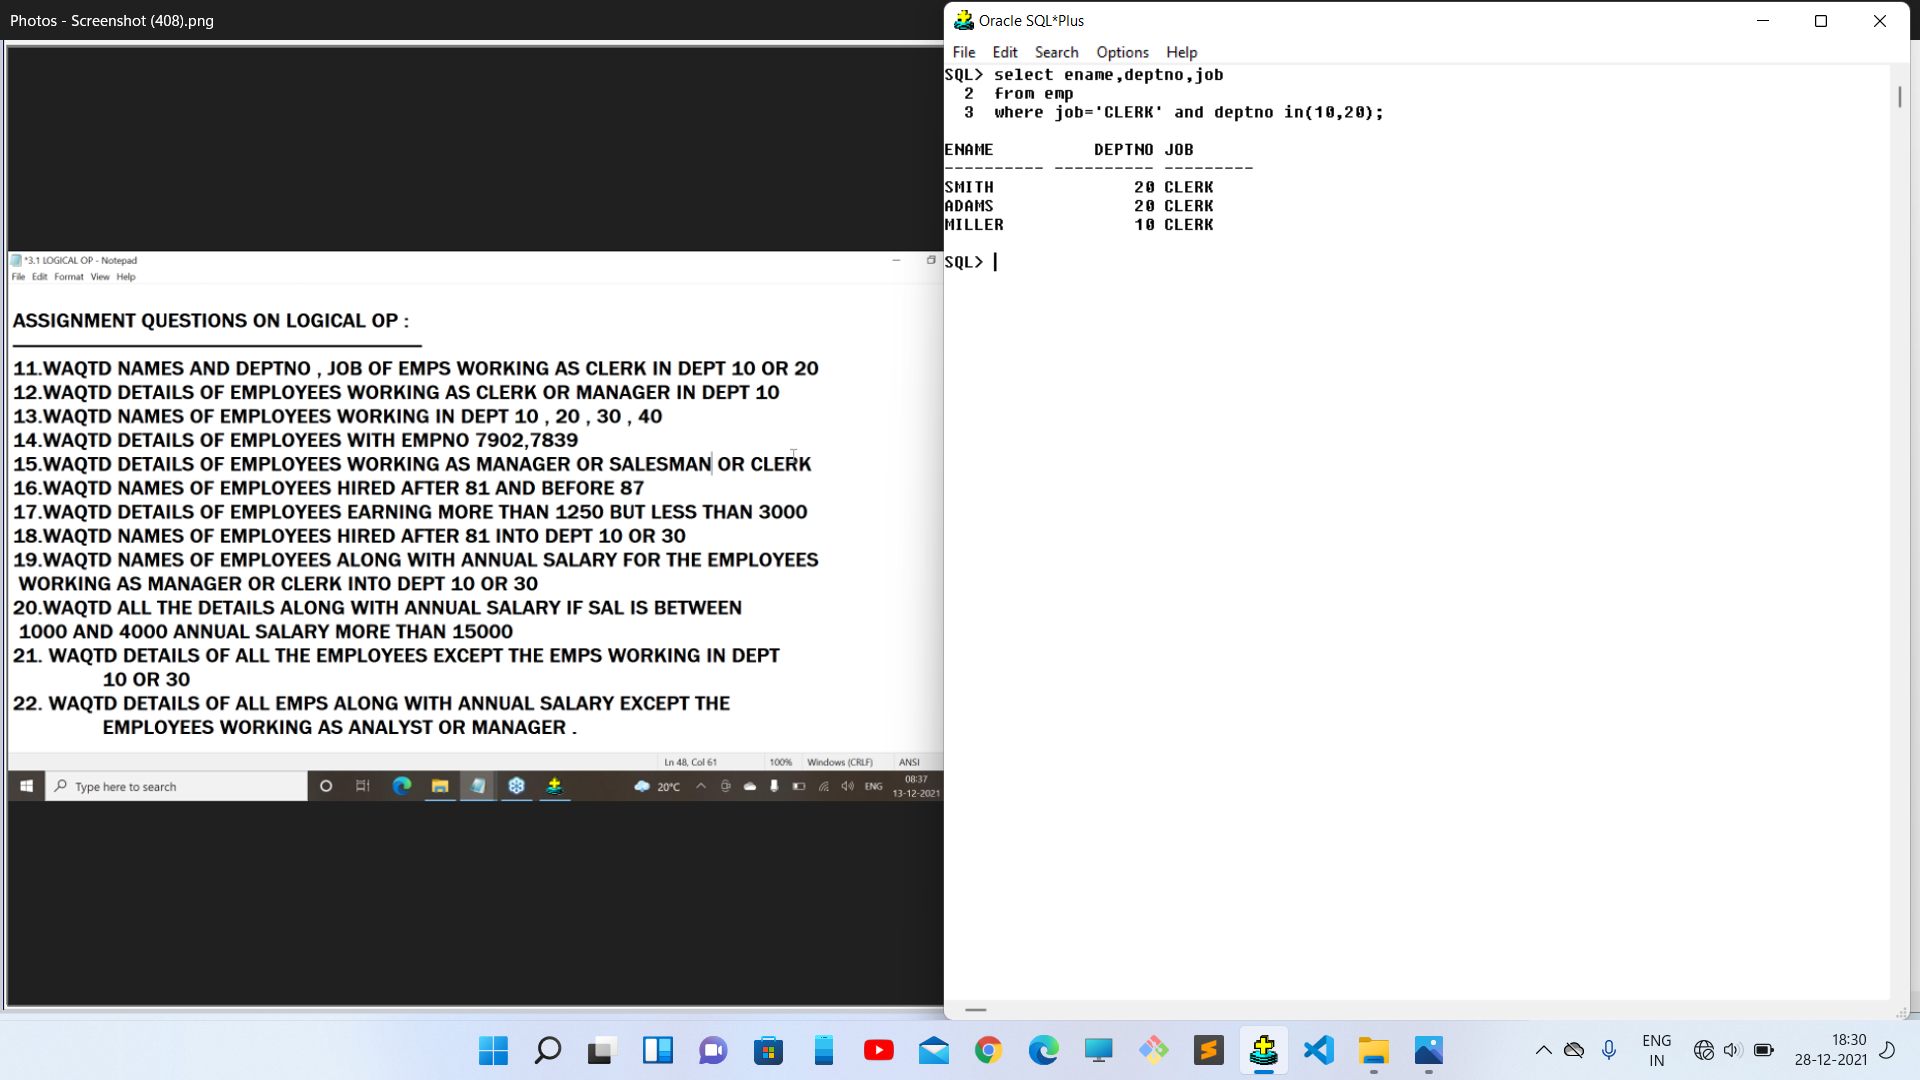 Photos - Screenshot (408).png
*3.1 LOGICAL OP - Notepad
File Edit Format View Help
ASSIGNMENT QUESTIONS ON LOGICAL OP :
11.WAQTD NAMES AND DEPTNO , JOB OF EMPS WORKING AS CLERK IN DEPT 10 OR 20
12.WAQTD DETAILS OF EMPLOYEES WORKING AS CLERK OR MANAGER IN DEPT 10
13.WAQTD NAMES OF EMPLOYEES WORKING IN DEPT 10 , 20 , 30 , 40
14.WAQTD DETAILS OF EMPLOYEES WITH EMPNO 7902,7839
15.WAQTD DETAILS OF EMPLOYEES WORKING AS MANAGER OR SALESMAN OR CLERK
16.WAQTD NAMES OF EMPLOYEES HIRED AFTER 81 AND BEFORE 87
17.WAQTD DETAILS OF EMPLOYEES EARNING MORE THAN 1250 BUT LESS THAN 3000
18.WAQTD NAMES OF EMPLOYEES HIRED AFTER 81 INTO DEPT 10 OR 30
19.WAQTD NAMES OF EMPLOYEES ALONG WITH ANNUAL SALARY FOR THE EMPLOYEES
WORKING AS MANAGER OR CLERK INTO DEPT 10 OR 30
20.WAQTD ALL THE DETAILS ALONG WITH ANNUAL SALARY IF SAL IS BETWEEN
1000 AND 4000 ANNUAL SALARY MORE THAN 15000
21. WAQTD DETAILS OF ALL THE EMPLOYEES EXCEPT THE EMPS WORKING IN DEPT
10 OR 30
22. WAQTD DETAILS OF ALL EMPS ALONG WITH ANNUAL SALARY EXCEPT THE
EMPLOYEES WORKING AS ANALYST OR MANAGER .
Ln 48, Col 61 100% Windows (CRLF) ANSI
Type here to search 20°C ENG 08:37
13-12-2021
Oracle SQL*Plus
File Edit Search Options Help
SQL> select ename,deptno,job
2 from emp
3 where job='CLERK' and deptno in(10,20);
ENAME DEPTNO JOB
---------- ---------- ---------
SMITH 20 CLERK
ADAMS 20 CLERK
MILLER 10 CLERK
SQL>
ENG 18:30
IN 28-12-2021